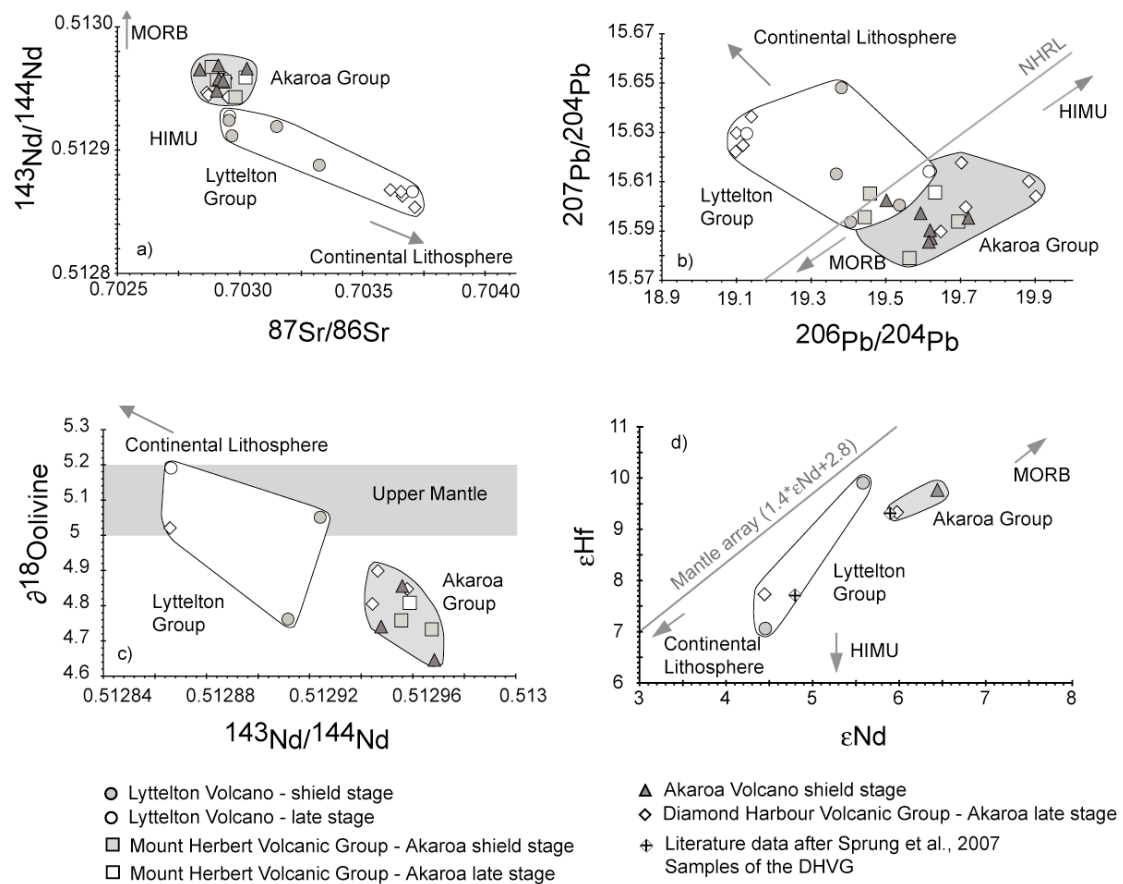 0.5130
MORB
Akaroa Group
143Nd/144Nd
0.5129
HIMU
Lyttelton
Group
a)
Continental Lithosphere
0.5128
0.7025
0.7030
0.7035
0.7040
87Sr/86Sr
15.67
Continental Lithosphere
NHRL
15.65
HIMU
207Pb/204Pb
15.63
15.61
Lyttelton
Group
15.59
Akaroa Group
b)
MORB
15.57
18.9
19.1
19.3
19.5
19.7
19.9
206Pb/204Pb
5.3
Continental Lithosphere
5.2
Upper Mantle
5.1
5
∂18Oolivine
4.9
Akaroa
Group
4.8
Lyttelton
Group
4.7
c)
4.6
0.51284
0.51288
0.51292
0.51296
0.513
143Nd/144Nd
11
d)
Mantle array (1.4*εNd+2.8)
10
MORB
9
Akaroa Group
εHf
8
Lyttelton
Group
7
Continental
Lithosphere
HIMU
6
3
4
5
6
7
8
εNd
Lyttelton Volcano - shield stage
Lyttelton Volcano - late stage
Mount Herbert Volcanic Group - Akaroa shield stage
Mount Herbert Volcanic Group - Akaroa late stage
Akaroa Volcano shield stage
Diamond Harbour Volcanic Group - Akaroa late stage
Literature data after Sprung et al., 2007
Samples of the DHVG